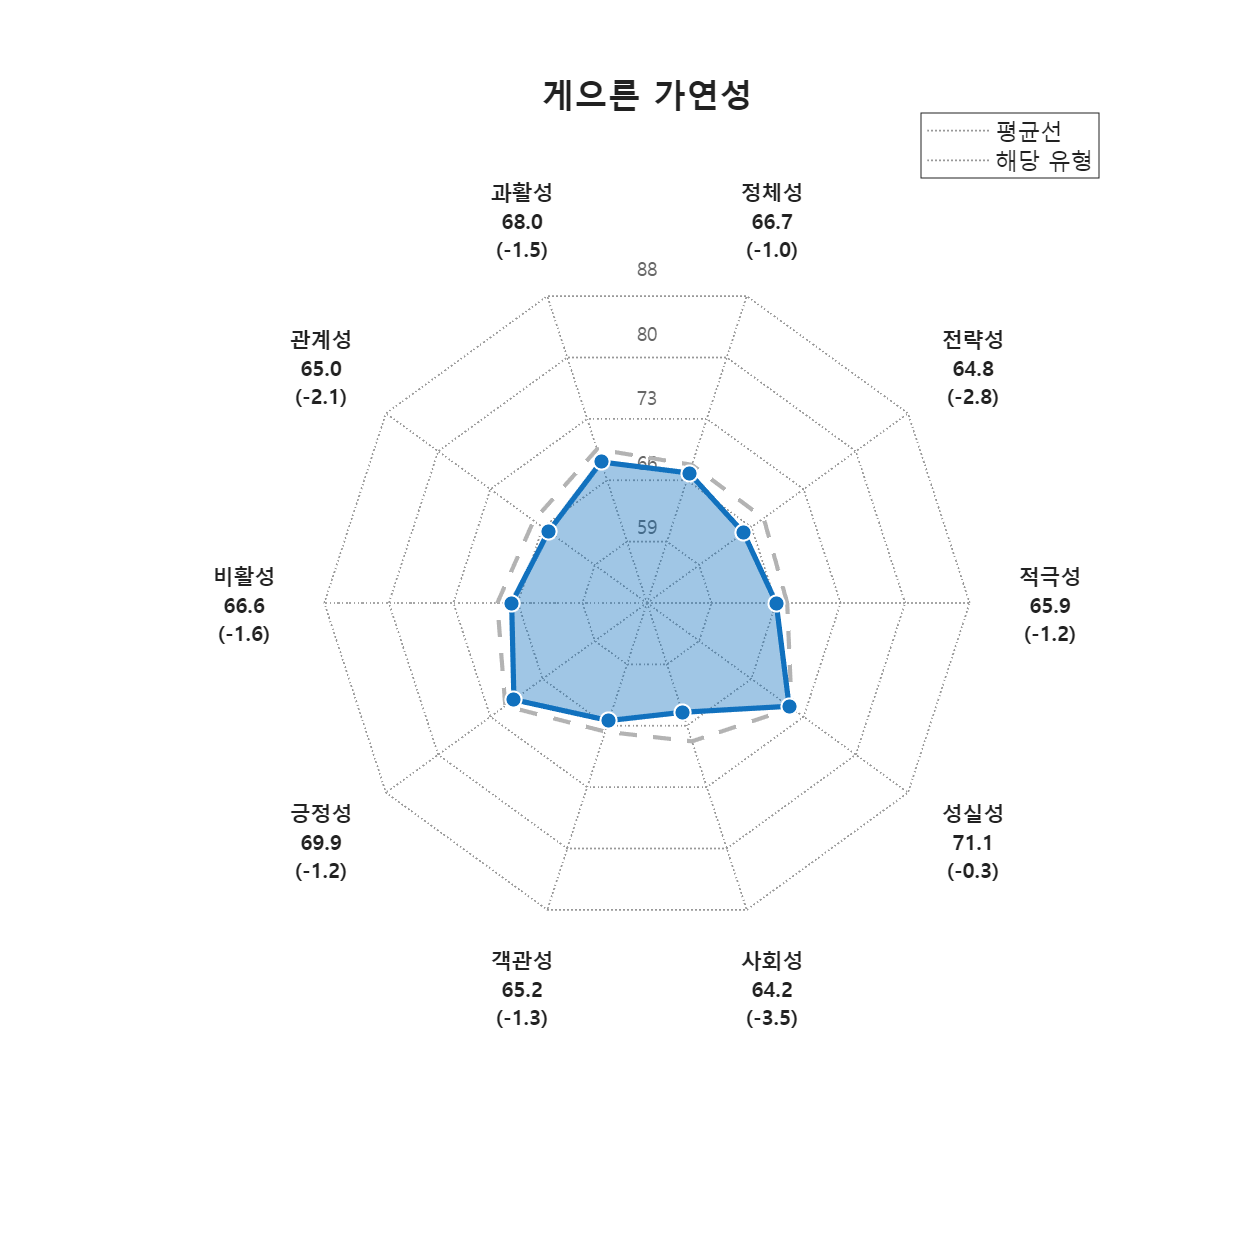 게으른 가연성
평균선
해당 유형
과활성
68.0
(-1.5)
정체성
66.7
(-1.0)
88
관계성
65.0
(-2.1)
80
전략성
64.8
(-2.8)
73
66
59
비활성
66.6
(-1.6)
적극성
65.9
(-1.2)
긍정성
69.9
(-1.2)
성실성
71.1
(-0.3)
객관성
65.2
(-1.3)
사회성
64.2
(-3.5)